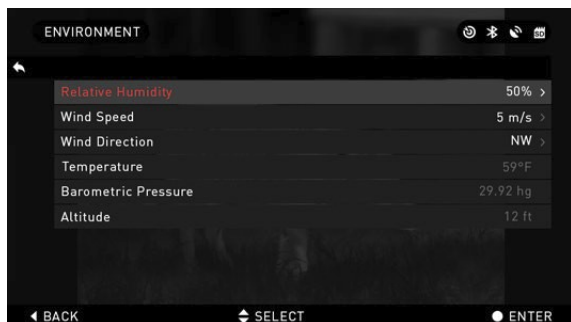 ENVIRONMENT
Relative Humidity 50% >
Wind Speed 5 m/s >
Wind Direction NW >
Temperature 59°F
Barometric Pressure 29.92 hg
Altitude 12 ft
BACK SELECT ENTER